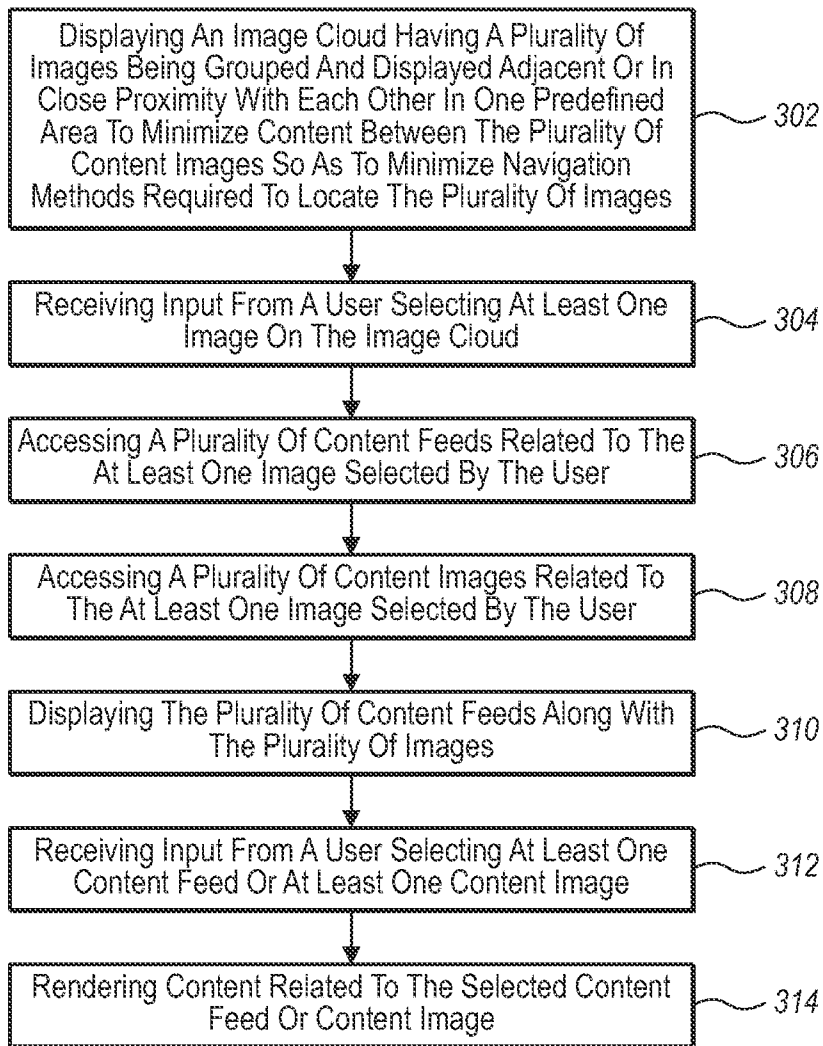 Displaying An Image Cloud Having A Plurality Of
Images Being Grouped And Displayed Adjacent Or In
Close Proximity With Each Other In One Predefined
Area To Minimize Content Between The Plurality Of
Content Images So As To Minimize Navigation
Methods Required To Locate The Plurality Of Images
302
Receiving Input From A User Selecting At Least One
Image On The Image Cloud
304
Accessing A Plurality Of Content Feeds Related To The
At Least One Image Selected By The User
306
Accessing A Plurality Of Content Images Related To
The At Least One Image Selected By The User
308
Displaying The Plurality Of Content Feeds Along With
The Plurality Of Images
310
Receiving Input From A User Selecting At Least One
Content Feed Or At Least One Content Image
312
Rendering Content Related To The Selected Content
Feed Or Content Image
314